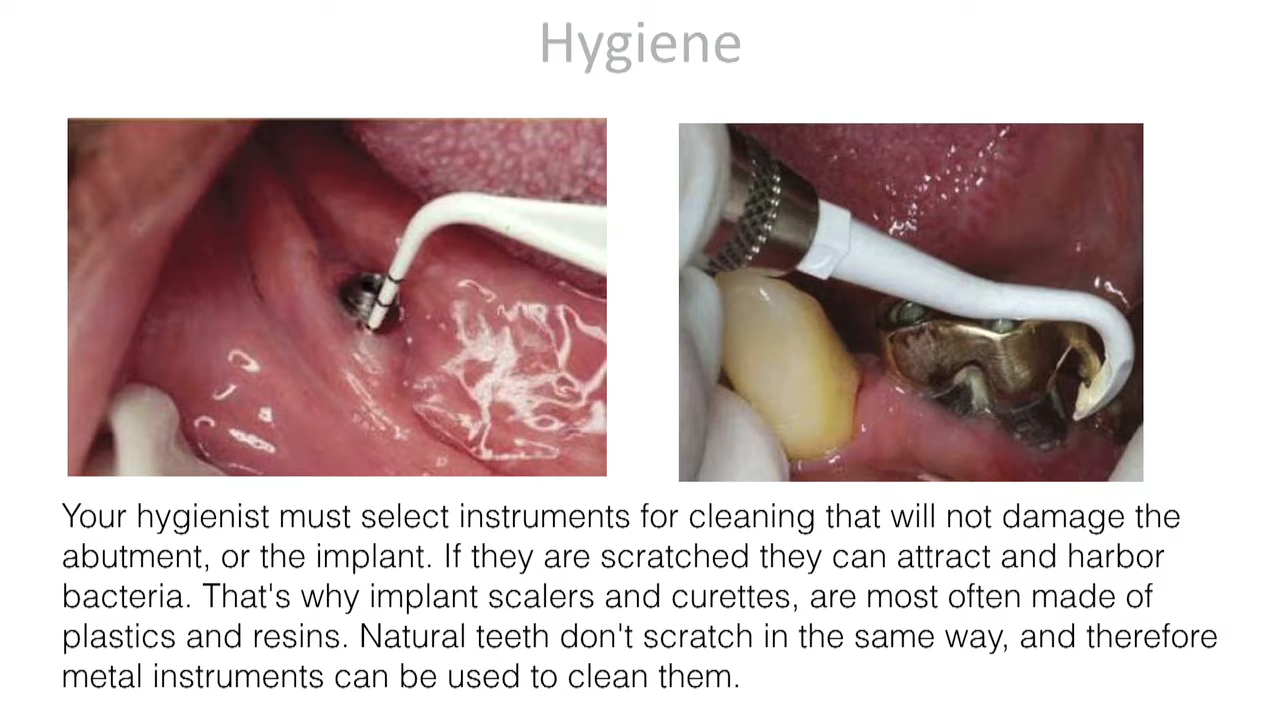 Hygiene
Your hygienist must select instruments for cleaning that will not damage the
abutment, or the implant. If they are scratched they can attract and harbor
bacteria. That's why implant scalers and curettes, are most often made of
plastics and resins. Natural teeth don't scratch in the same way, and therefore
metal instruments can be used to clean them.